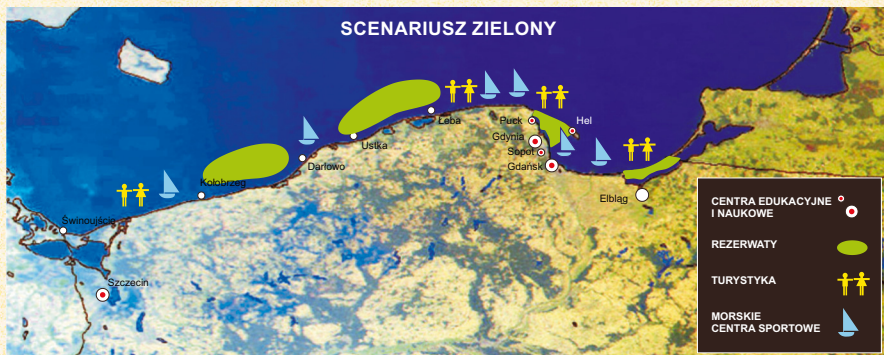 SCENARIUSZ ZIELONY
Łeba
Puck
Hel
Ustka
Gdynia
Sopot
Darłowo
Gdańsk
Kołobrzeg
Elbląg
Świnoujście
Szczecin
CENTRA EDUKACYJNE
I NAUKOWE
REZERWATY
TURYSTYKA
MORSKIE
CENTRA SPORTOWE